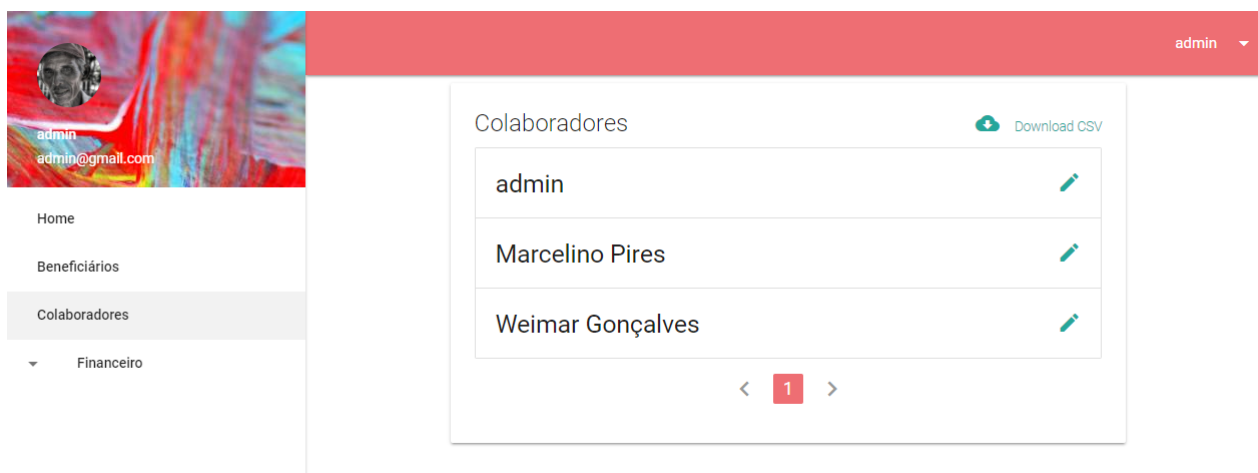 admin
admin
admin@gmail.com
Home
Beneficiários
Colaboradores
Financeiro
Colaboradores
Download CSV
admin
Marcelino Pires
Weimar Gonçalves
1